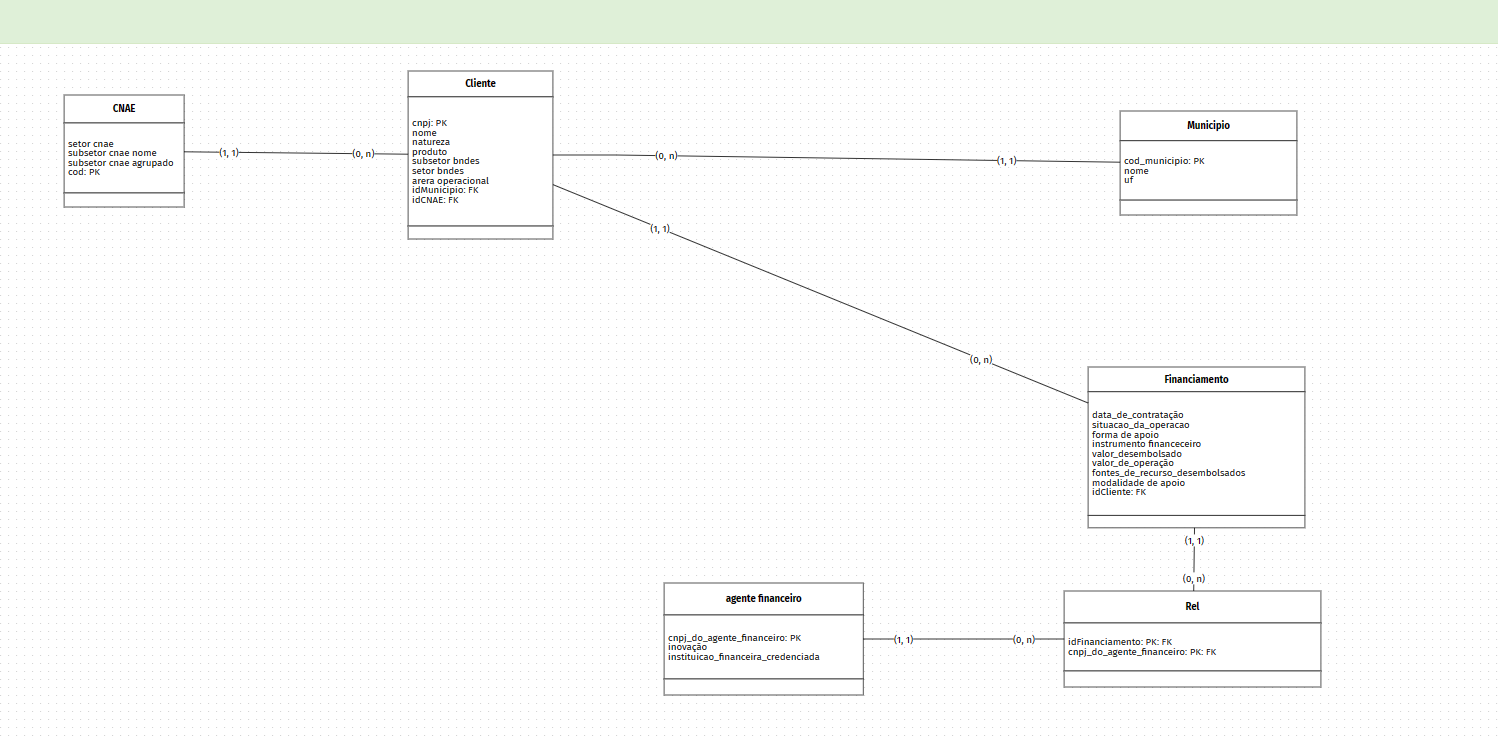 CNAE
setor cnae
subsetor cnae nome
subsetor cnae agrupado
cod: PK
(1, 1)
(0, n)
Cliente
cnpj: PK
nome
natureza
produto
subsetor bndes
setor bndes
arera operacional
idMunicipio: FK
idCNAE: FK
(0, n)
(1, 1)
Municipio
cod_municipio: PK
nome
uf
(1, 1)
(0, n)
Financiamento
data_de_contratação
situacao_da_operacao
forma de apoio
instrumento financeceiro
valor_desembolsado
valor_de_operação
fontes_de_recurso_desembolsados
modalidade de apoio
idCliente: FK
(1, 1)
(0, n)
agente financeiro
cnpj_do_agente_financeiro: PK
inovação
instituicao_financeira_credenciada
(1, 1)
(0, n)
Rel
idFinanciamento: PK: FK
cnpj_do_agente_financeiro: PK: FK